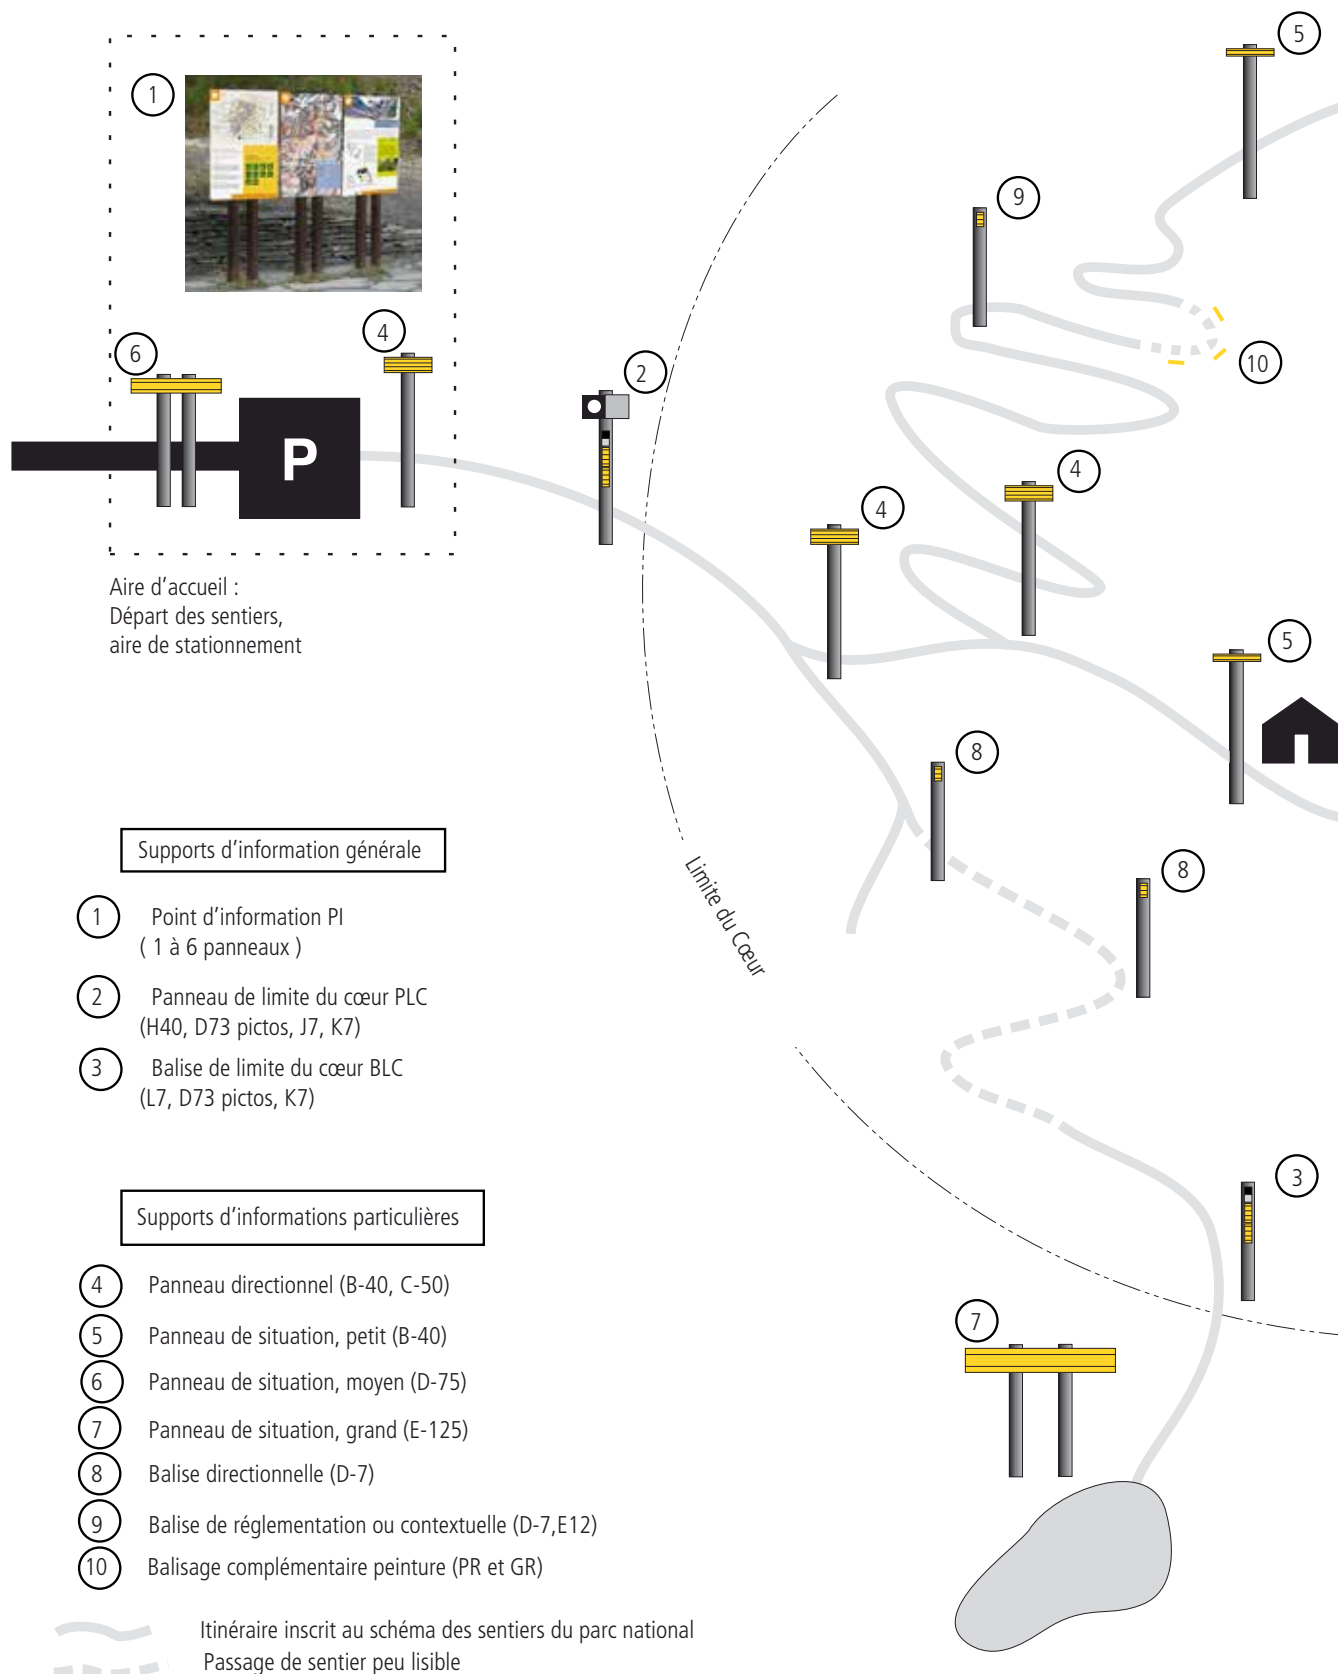 5
1
9
4
6
10
2
P
4
4
Aire d'accueil :
Départ des sentiers,
aire de stationnement
5
8
Supports d'information générale
8
Limite du Cœur
1 Point d'information PI
( 1 à 6 panneaux )
2 Panneau de limite du cœur PLC
(H40, D73 pictos, J7, K7)
3 Balise de limite du cœur BLC
(L7, D73 pictos, K7)
3
Supports d'informations particulières
4 Panneau directionnel (B-40, C-50)
7
5 Panneau de situation, petit (B-40)
6 Panneau de situation, moyen (D-75)
7 Panneau de situation, grand (E-125)
8 Balise directionnelle (D-7)
9 Balise de réglementation ou contextuelle (D-7,E12)
10 Balisage complémentaire peinture (PR et GR)
Itinéraire inscrit au schéma des sentiers du parc national
Passage de sentier peu lisible